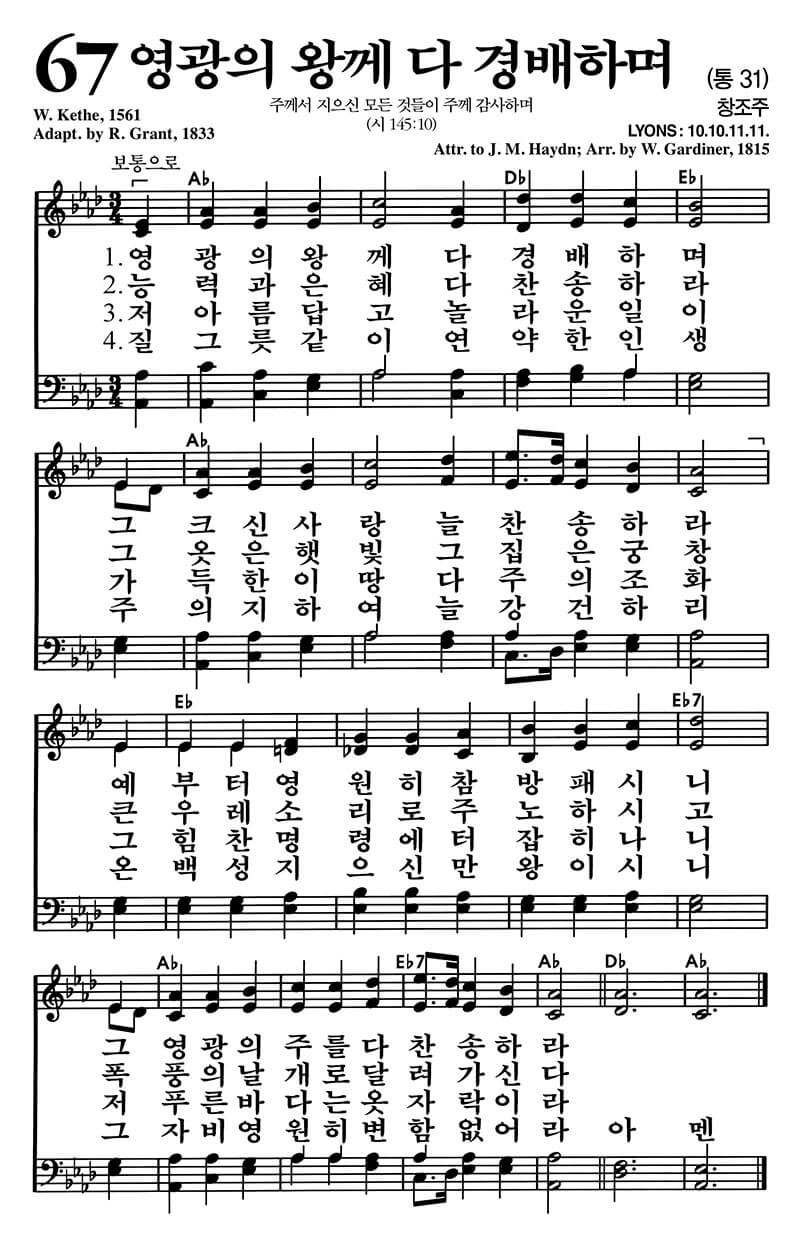 67 영광의 왕께 다 경배하며 (통 31)
창조주
주께서 지으신 모든 것들이 주께 감사하며
(시 145:10)
W. Kethe, 1561
Adapt. by R. Grant, 1833
LYONS : 10.10.11.11.
Attr. to J. M. Haydn; Arr. by W. Gardiner, 1815
보통으로
A♭ D♭ E♭
3/4
1. 영 광 의 왕 께 다 경 배 하 며
2. 능 력 과 은 혜 다 찬 송 하 라
3. 저 아 름 답 고 놀 라 운 일 이
4. 질 그 릇 같 이 연 약 한 인 생
3/4
A♭
그 크 신 사 랑 늘 찬 송 하 라
그 옷 은 햇 빛 그 집 은 궁 창
가 득 한 이 땅 다 주 의 조 화
주 의 지 하 여 늘 강 건 하 리
E♭ E♭7
예 부 터 영 원 히 참 방 패 시 니
큰 우 레 소 리 로 주 노 하 시 고
그 힘 찬 명 령 에 터 잡 히 나 니
온 백 성 지 으 신 만 왕 이 시 니
A♭ E♭7 A♭ D♭ A♭
그 영 광 의 주 를 다 찬 송 하 라
폭 풍 의 날 개 로 달 려 가 신 다
저 푸 른 바 다 는 옷 자 락 이 라
그 자 비 영 원 히 변 함 없 어 라 아 멘